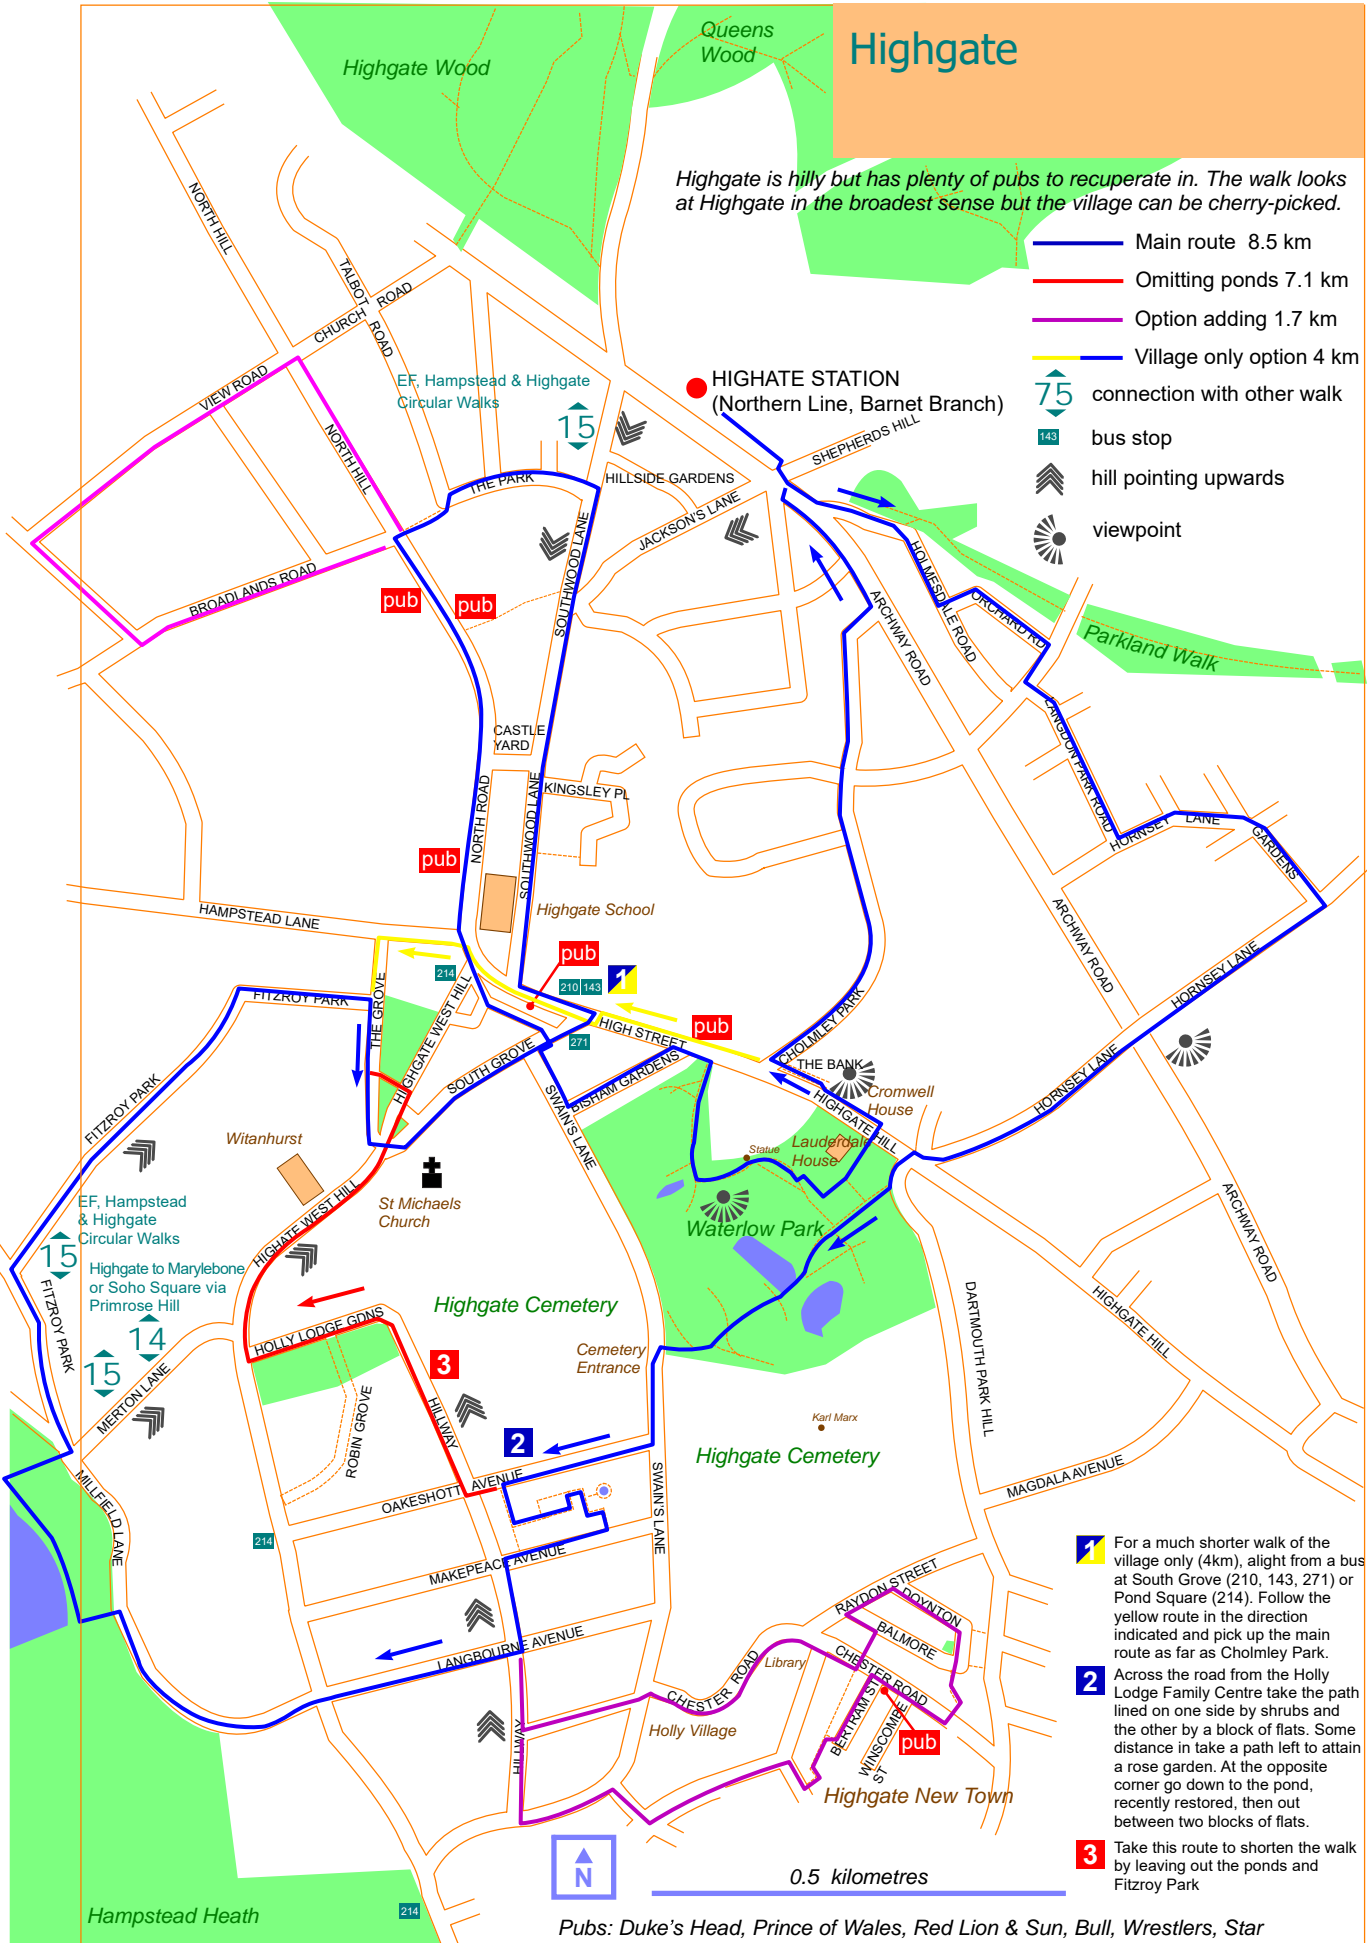 Highgate
Highgate Wood
Queens
Wood
Highgate is hilly but has plenty of pubs to recuperate in. The walk looks
at Highgate in the broadest sense but the village can be cherry-picked.
Main route 8.5 km
Omitting ponds 7.1 km
Option adding 1.7 km
Village only option 4 km
75
connection with other walk
143
bus stop
hill pointing upwards
viewpoint
NORTH HILL
TALBOT ROAD
CHURCH ROAD
VIEW ROAD
NORTH HILL
EF, Hampstead & Highgate
Circular Walks
15
HIGHATE STATION
(Northern Line, Barnet Branch)
SHEPHERDS HILL
THE PARK
HILLSIDE GARDENS
JACKSON'S LANE
SOUTHWOOD LANE
BROADLANDS ROAD
pub
pub
HOLMESDALE ROAD
ORCHARD RD
ARCHWAY ROAD
Parkland Walk
LANGDON PARK ROAD
CASTLE
YARD
KINGSLEY PL
NORTH ROAD
SOUTHWOOD LANE
pub
HORNSEY LANE GARDENS
HAMPSTEAD LANE
Highgate School
ARCHWAY ROAD
HORNSEY LANE
pub
214
210
143
1
FITZROY PARK
THE GROVE
HIGHGATE WEST HILL
HIGH STREET
pub
CHOLMLEY PARK
271
SOUTH GROVE
THE BANK
Cromwell
House
HORNSEY LANE
BISHAM GARDENS
SWAIN'S LANE
HIGHGATE HILL
FITZROY PARK
Witanhurst
Statue
Lauderdale
House
St Michaels
Church
Waterlow Park
ARCHWAY ROAD
EF, Hampstead
& Highgate
Circular Walks
15
HIGHATE WEST HILL
Highgate to Marylebone
or Soho Square via
Primrose Hill
14
15
FITZROY PARK
Highgate Cemetery
HOLLY LODGE GDNS
DARTMOUTH PARK HILL
HIGHGATE HILL
Cemetery
Entrance
3
MERTON LANE
HILLWAY
ROBIN GROVE
Karl Marx
2
Highgate Cemetery
MAGDALA AVENUE
OAKESHOTT AVENUE
MILLFIELD LANE
SWAIN'S LANE
214
MAKEPEACE AVENUE
RAYDON STREET
DOYNTON
BALMORE
LANGBOURNE AVENUE
CHESTER ROAD
Library
CHESTER ROAD
Holly Village
BERTRAM ST
WINSCOMBE
ST
pub
HILLWAY
Highgate New Town
1
For a much shorter walk of the
village only (4km), alight from a bus
at South Grove (210, 143, 271) or
Pond Square (214). Follow the
yellow route in the direction
indicated and pick up the main
route as far as Cholmley Park.
2
Across the road from the Holly
Lodge Family Centre take the path
lined on one side by shrubs and
the other by a block of flats. Some
distance in take a path left to attain
a rose garden. At the opposite
corner go down to the pond,
recently restored, then out
between two blocks of flats.
3
Take this route to shorten the walk
by leaving out the ponds and
Fitzroy Park
N
0.5 kilometres
Hampstead Heath
214
Pubs: Duke's Head, Prince of Wales, Red Lion & Sun, Bull, Wrestlers, Star